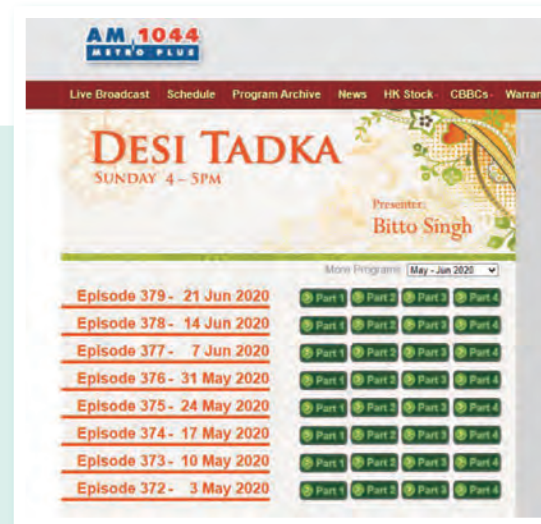 AM 1044
METRO PLUS
Live Broadcast Schedule Program Archive News HK Stock CBBCs Warran
DESI TADKA
SUNDAY 4 – 5PM
Presenter:
Bitto Singh
More Programs May - Jun 2020
Episode 379 - 21 Jun 2020 Part 1 Part 2 Part 3 Part 4
Episode 378 - 14 Jun 2020 Part 1 Part 2 Part 3 Part 4
Episode 377 - 7 Jun 2020 Part 1 Part 2 Part 3 Part 4
Episode 376 - 31 May 2020 Part 1 Part 2 Part 3 Part 4
Episode 375 - 24 May 2020 Part 1 Part 2 Part 3 Part 4
Episode 374 - 17 May 2020 Part 1 Part 2 Part 3 Part 4
Episode 373 - 10 May 2020 Part 1 Part 2 Part 3 Part 4
Episode 372 - 3 May 2020 Part 1 Part 2 Part 3 Part 4